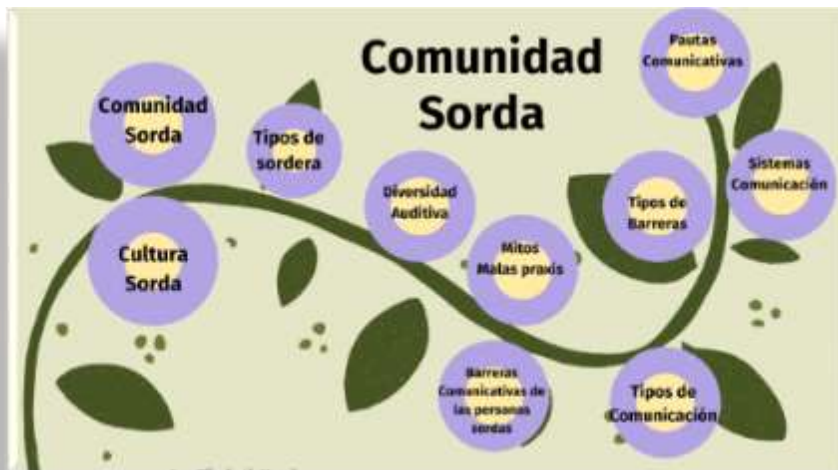 Comunidad
Sorda
Comunidad
Sorda
Cultura
Sorda
Tipos de
sordera
Diversidad
Auditiva
Mitos
Malas praxis
Barreras
Comunicativas de
las personas
sordas
Tipos de
Comunicación
Tipos de
Barreras
Sistemas
Comunicación
Pautas
Comunicativas